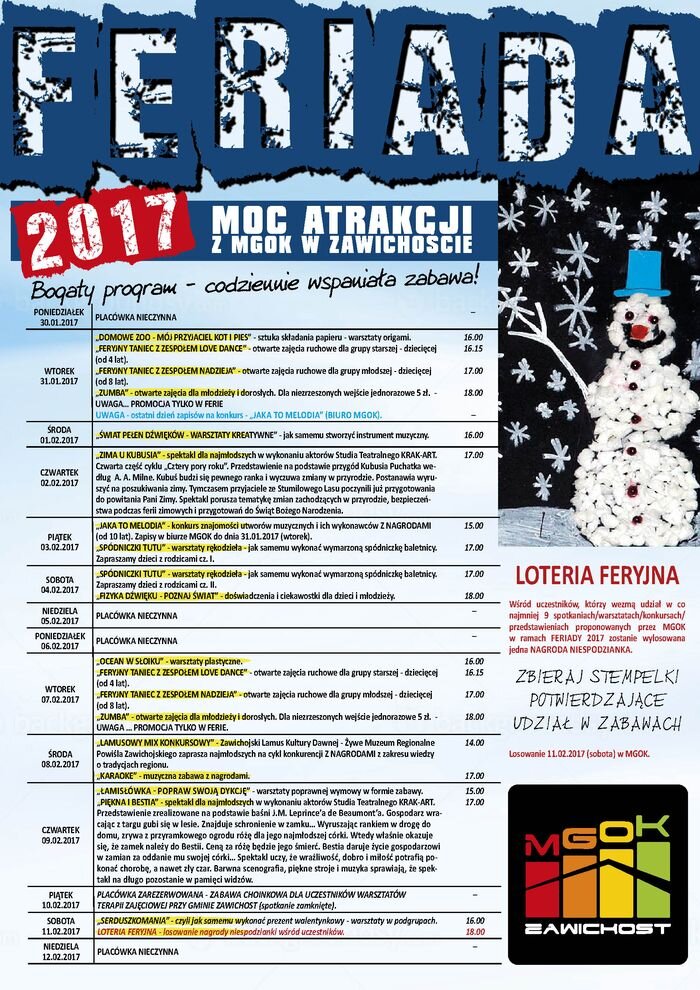 FERIADA
2017
MOC ATRAKCJI
Z MGOK W ZAWICHOŚCIE
Bogaty program - codziennie wspaniała zabawa!
PONIEDZIAŁEK
30.01.2017
PLACÓWKA NIECZYNNA –
WTOREK
31.01.2017
„DOMOWE ZOO - MÓJ PRZYJACIEL KOT I PIES" - sztuka składania papieru - warsztaty origami. 16.00
„FERYJNY TANIEC Z ZESPOŁEM LOVE DANCE" - otwarte zajęcia ruchowe dla grupy starszej - dziecięcej 16.15
(od 4 lat).
„FERYJNY TANIEC Z ZESPOŁEM NADZIEJA" - otwarte zajęcia ruchowe dla grupy młodszej - dziecięcej 17.00
(od 8 lat).
„ZUMBA" - otwarte zajęcia dla młodzieży i dorosłych. Dla niezrzeszonych wejście jednorazowe 5 zł. - 18.00
UWAGA... PROMOCJA TYLKO W FERIE
UWAGA - ostatni dzień zapisów na konkurs - „JAKA TO MELODIA" (BIURO MGOK). –
ŚRODA
01.02.2017
„ŚWIAT PEŁEN DŹWIĘKÓW - WARSZTATY KREATYWNE" - jak samemu stworzyć instrument muzyczny. 16.00
CZWARTEK
02.02.2017
„ZIMA U KUBUSIA" - spektakl dla najmłodszych w wykonaniu aktorów Studia Teatralnego KRAK-ART. 17.00
Czwarta część cyklu „Cztery pory roku". Przedstawienie na podstawie przygód Kubusia Puchatka we-
dług A. A. Milne. Kubuś budzi się pewnego ranka i wyczuwa zmiany w przyrodzie. Postanawia wyru-
szyć na poszukiwania zimy. Tymczasem przyjaciele ze Stumilowego Lasu poczynili już przygotowania
do powitania Pani Zimy. Spektakl porusza tematykę zmian zachodzących w przyrodzie, bezpieczeń-
stwa podczas ferii zimowych i przygotowań do Świąt Bożego Narodzenia.
PIĄTEK
03.02.2017
„JAKA TO MELODIA" - konkurs znajomości utworów muzycznych i ich wykonawców Z NAGRODAMI 15.00
(od 10 lat). Zapisy w biurze MGOK do dnia 31.01.2017 (wtorek).
„SPÓDNICZKI TUTU" - warsztaty rękodzieła - jak samemu wykonać wymarzoną spódniczkę baletnicy. 17.00
Zapraszamy dzieci z rodzicami cz. I.
SOBOTA
04.02.2017
„SPÓDNICZKI TUTU" - warsztaty rękodzieła - jak samemu wykonać wymarzoną spódniczkę baletnicy. 17.00
Zapraszamy dzieci z rodzicami cz. II.
„FIZYKA DŹWIĘKU - POZNAJ ŚWIAT" - doświadczenia i ciekawostki dla dzieci i młodzieży. 18.00
NIEDZIELA
05.02.2017
PLACÓWKA NIECZYNNA –
PONIEDZIAŁEK
06.02.2017
PLACÓWKA NIECZYNNA –
WTOREK
07.02.2017
„OCEAN W SŁOIKU" - warsztaty plastyczne. 16.00
„FERYJNY TANIEC Z ZESPOŁEM LOVE DANCE" - otwarte zajęcia ruchowe dla grupy starszej - dziecięcej 16.15
(od 4 lat).
„FERYJNY TANIEC Z ZESPOŁEM NADZIEJA" - otwarte zajęcia ruchowe dla grupy młodszej - dziecięcej 17.00
(od 8 lat).
„ZUMBA" - otwarte zajęcia dla młodzieży i dorosłych. Dla niezrzeszonych wejście jednorazowe 5 zł. - 18.00
UWAGA ... PROMOCJA TYLKO W FERIE.
ŚRODA
08.02.2017
„LAMUSOWY MIX KONKURSOWY" - Zawichojski Lamus Kultury Dawnej - Żywe Muzeum Regionalne 14.00
Powiśla Zawichojskiego zaprasza najmłodszych na cykl konkurencji Z NAGRODAMI z zakresu wiedzy
o tradycjach regionu.
„KARAOKE" - muzyczna zabawa z nagrodami. 17.00
CZWARTEK
09.02.2017
„ŁAMISŁÓWKA - POPRAW SWOJĄ DYKCJĘ" - warsztaty poprawnej wymowy w formie zabawy. 15.00
„PIĘKNA I BESTIA" - spektakl dla najmłodszych w wykonaniu aktorów Studia Teatralnego KRAK-ART. 17.00
Przedstawienie zrealizowane na podstawie baśni J.M. Leprince'a de Beaumont'a. Gospodarz wra-
cając z targu gubi się w lesie. Znajduje schronienie w zamku... Wyruszając rankiem w drogę do
domu, zrywa z przyzamkowego ogrodu różę dla jego najmłodszej córki. Wtedy właśnie okazuje
się, że zamek należy do Bestii. Ceną za różę będzie jego śmierć. Bestia daruje życie gospodarzowi
w zamian za oddanie mu swojej córki... Spektakl uczy, że wrażliwość, dobro i miłość potrafią po-
konać chorobę, a nawet zły czar. Barwna scenografia, piękne stroje i muzyka sprawiają, że spek-
takl na długo pozostanie w pamięci widzów.
PIĄTEK
10.02.2017
PLACÓWKA ZAREZERWOWANA - ZABAWA CHOINKOWA DLA UCZESTNIKÓW WARSZTATÓW –
TERAPII ZAJĘCIOWEJ PRZY GMINIE ZAWICHOST (spotkanie zamknięte).
SOBOTA
11.02.2017
„SERDUSZKOMANIA" - czyli jak samemu wykonać prezent walentynkowy - warsztaty w podgrupach. 16.00
LOTERIA FERYJNA - losowanie nagrody niespodzianki wśród uczestników. 18.00
NIEDZIELA
12.02.2017
PLACÓWKA NIECZYNNA –
LOTERIA FERYJNA
Wśród uczestników, którzy wezmą udział w co
najmniej 9 spotkaniach/warsztatach/konkursach/
przedstawieniach proponowanych przez MGOK
w ramach FERIADY 2017 zostanie wylosowana
jedna NAGRODA NIESPODZIANKA.
ZBIERAJ STEMPELKI
POTWIERDZAJĄCE
UDZIAŁ W ZABAWACH
Losowanie 11.02.2017 (sobota) w MGOK.
MGOK
ZAWICHOST